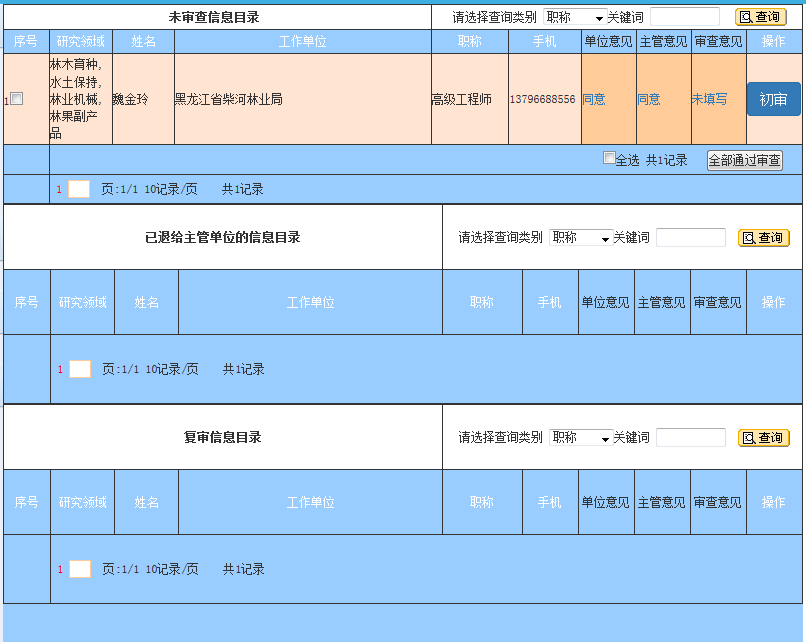 未审查信息目录 请选择查询类别 职称 关键词 查询
序号 研究领域 姓名 工作单位 职称 手机 单位意见 主管意见 审查意见 操作
1 林木育种,水土保持,林业机械,林果副产品 魏金玲 黑龙江省柴河林业局 高级工程师 13796688556 同意 同意 未填写 初审
全选 共1记录 全部通过审查
1 页:1/1 10记录/页 共1记录
已退给主管单位的信息目录 请选择查询类别 职称 关键词 查询
序号 研究领域 姓名 工作单位 职称 手机 单位意见 主管意见 审查意见 操作
1 页:1/1 10记录/页 共1记录
复审信息目录 请选择查询类别 职称 关键词 查询
序号 研究领域 姓名 工作单位 职称 手机 单位意见 主管意见 审查意见 操作
1 页:1/1 10记录/页 共1记录